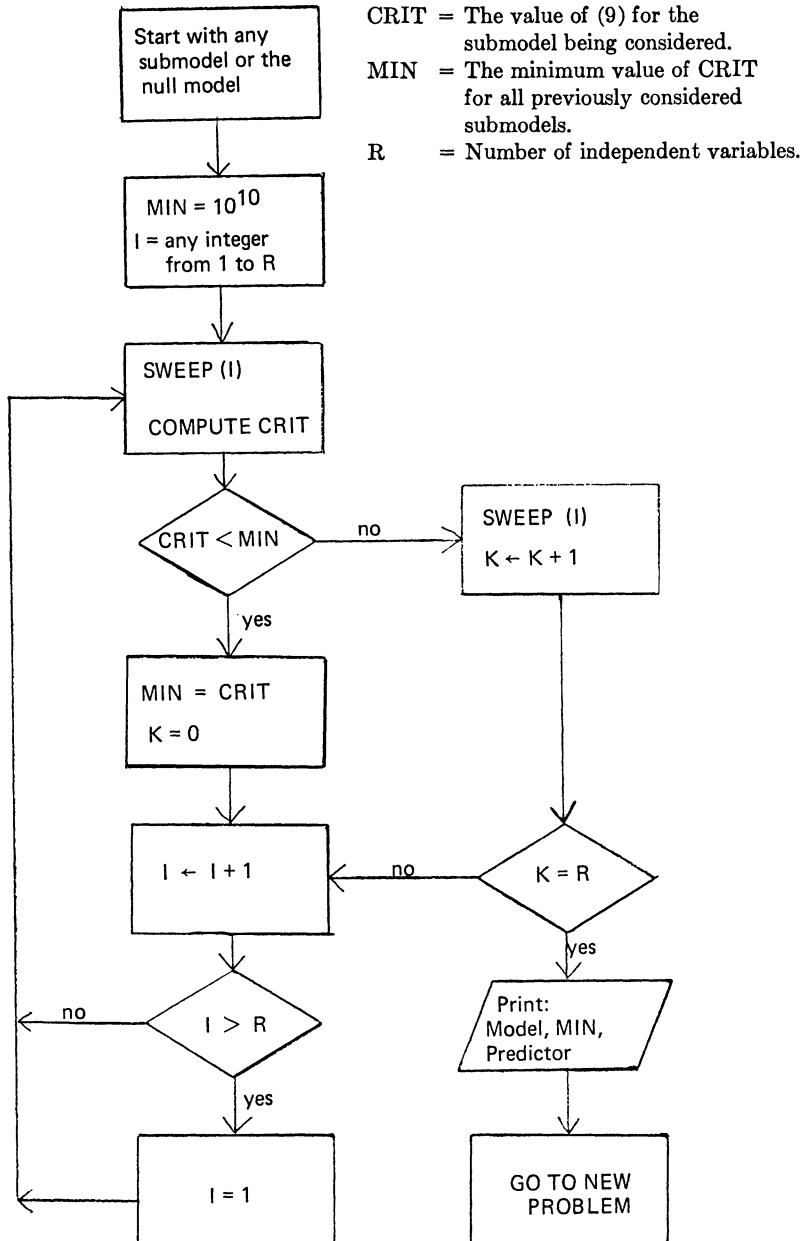 Start with any
submodel or the
null model
CRIT = The value of (9) for the
submodel being considered.
MIN = The minimum value of CRIT
for all previously considered
submodels.
R = Number of independent variables.
MIN = 10^10
I = any integer
from 1 to R
SWEEP (I)
COMPUTE CRIT
CRIT < MIN
no
SWEEP (I)
K ← K + 1
yes
MIN = CRIT
K = 0
I ← I + 1
no
K = R
yes
no
I > R
Print:
Model, MIN,
Predictor
yes
I = 1
GO TO NEW
PROBLEM